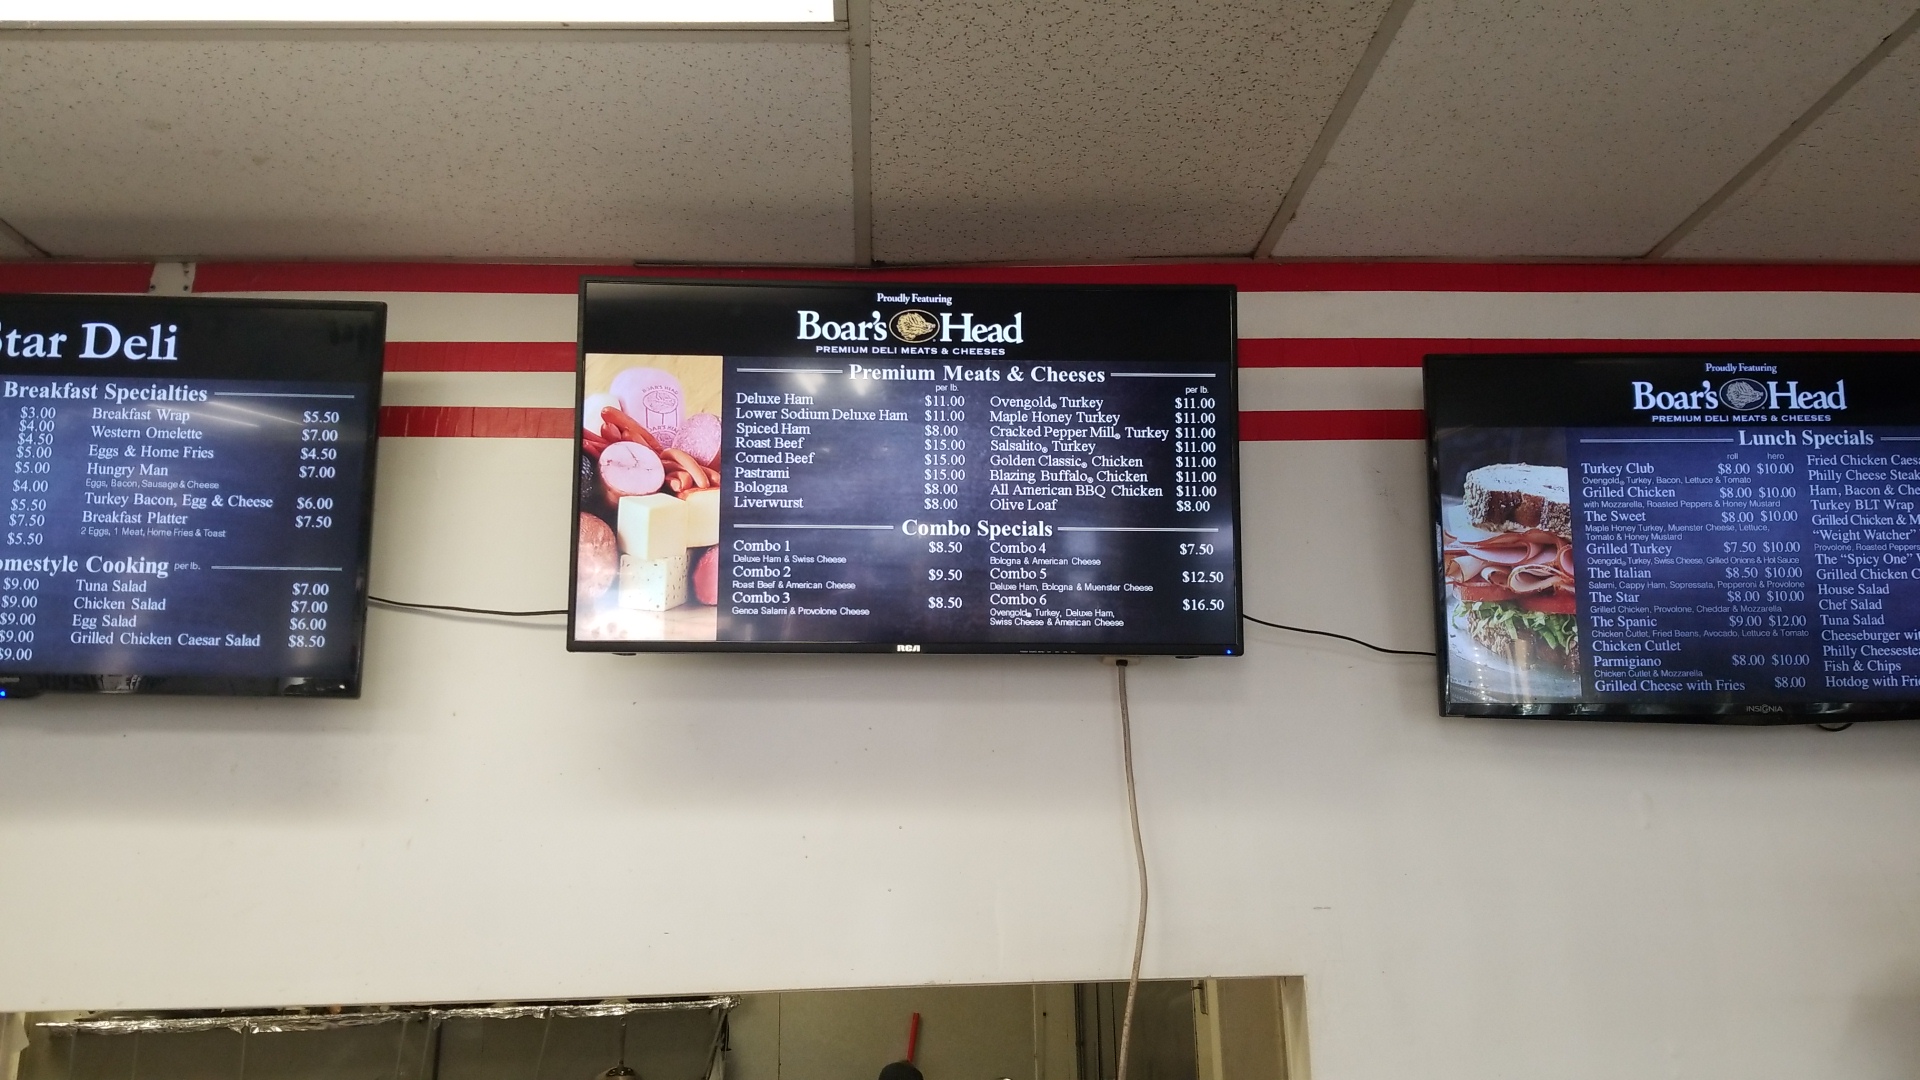 Star Deli
Breakfast Specialties
$3.00
$4.00
$4.50
$5.00
$5.00
$4.00
$5.50
$7.50
$5.50
Breakfast Wrap $5.50
Western Omelette $7.00
Eggs & Home Fries $4.50
Hungry Man $7.00
Eggs, Bacon, Sausage & Cheese
Turkey Bacon, Egg & Cheese $6.00
Breakfast Platter $7.50
2 Eggs, 1 Meat, Home Fries & Toast
omestyle Cooking per lb.
$9.00
$9.00
$9.00
$9.00
$9.00
Tuna Salad $7.00
Chicken Salad $7.00
Egg Salad $6.00
Grilled Chicken Caesar Salad $8.50
Proudly Featuring
Boar's Head
PREMIUM DELI MEATS & CHEESES
Premium Meats & Cheeses
per lb.
Deluxe Ham $11.00
Lower Sodium Deluxe Ham $11.00
Spiced Ham $8.00
Roast Beef $15.00
Corned Beef $15.00
Pastrami $15.00
Bologna $8.00
Liverwurst $8.00
per lb.
Ovengold® Turkey $11.00
Maple Honey Turkey $11.00
Cracked Pepper Mill® Turkey $11.00
Salsalito® Turkey $11.00
Golden Classic® Chicken $11.00
Blazing Buffalo® Chicken $11.00
All American BBQ Chicken $11.00
Olive Loaf $8.00
Combo Specials
Combo 1 $8.50
Deluxe Ham & Swiss Cheese
Combo 2 $9.50
Roast Beef & American Cheese
Combo 3 $8.50
Genoa Salami & Provolone Cheese
Combo 4 $7.50
Bologna & American Cheese
Combo 5 $12.50
Deluxe Ham, Bologna & Muenster Cheese
Combo 6 $16.50
Ovengold® Turkey, Deluxe Ham,
Swiss Cheese & American Cheese
RCA
Proudly Featuring
Boar's Head
PREMIUM DELI MEATS & CHEESES
Lunch Specials
roll hero
Turkey Club $8.00 $10.00
Ovengold® Turkey, Bacon, Lettuce & Tomato
Grilled Chicken $8.00 $10.00
with Mozzarella, Roasted Peppers & Honey Mustard
The Sweet $8.00 $10.00
Maple Honey Turkey, Muenster Cheese, Lettuce,
Tomato & Honey Mustard
Grilled Turkey $7.50 $10.00
Ovengold® Turkey, Swiss Cheese, Grilled Onions & Hot Sauce
The Italian $8.50 $10.00
Salami, Cappy Ham, Sopressata, Pepperoni & Provolone
The Star $8.00 $10.00
Grilled Chicken, Provolone, Cheddar & Mozzarella
The Spanic $9.00 $12.00
Chicken Cutlet, Fried Beans, Avocado, Lettuce & Tomato
Chicken Cutlet
Parmigiano $8.00 $10.00
Chicken Cutlet & Mozzarella
Grilled Cheese with Fries $8.00
Fried Chicken Caesa
Philly Cheese Steak
Ham, Bacon & Che
Turkey BLT Wrap
Grilled Chicken & M
"Weight Watcher"
Provolone, Roasted Peppers
The "Spicy One" W
Grilled Chicken C
House Salad
Chef Salad
Tuna Salad
Cheeseburger wi
Philly Cheesestea
Fish & Chips
Hotdog with Frie
INSIGNIA